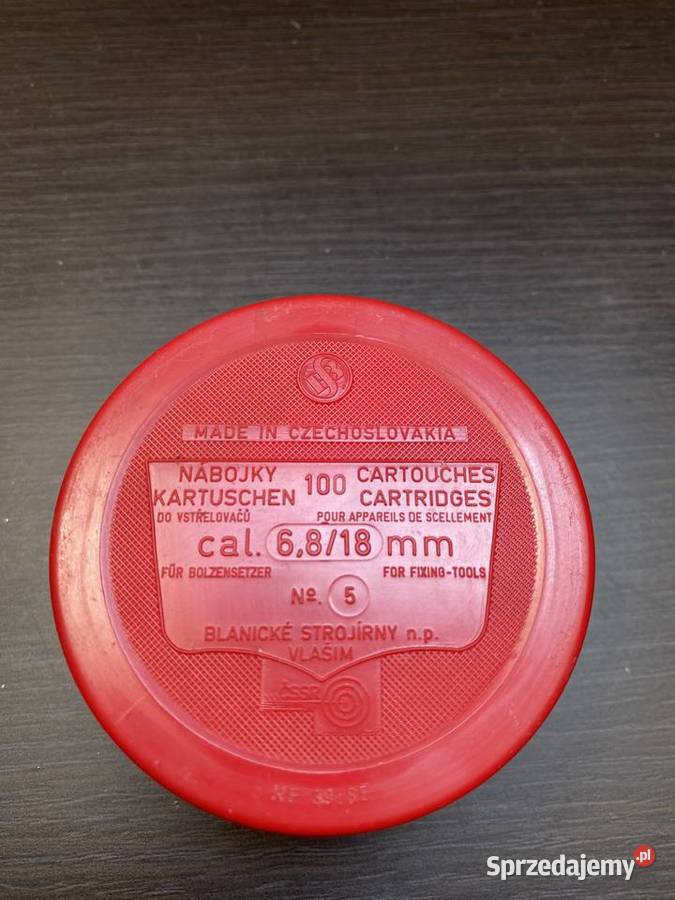 MADE IN CZECHOSLOVAKIA
NÁBOJKY 100 CARTOUCHES
KARTUSCHEN CARTRIDGES
DO VSTŘELOVAČŮ POUR APPAREILS DE SCELLEMENT
cal. 6,8/18 mm
FŰR BOLZENSETZER FOR FIXING-TOOLS
Nº. 5
BLANICKÉ STROJÍRNY n.p.
VLAŠIM
ČSSR
Sprzedajemy.pl